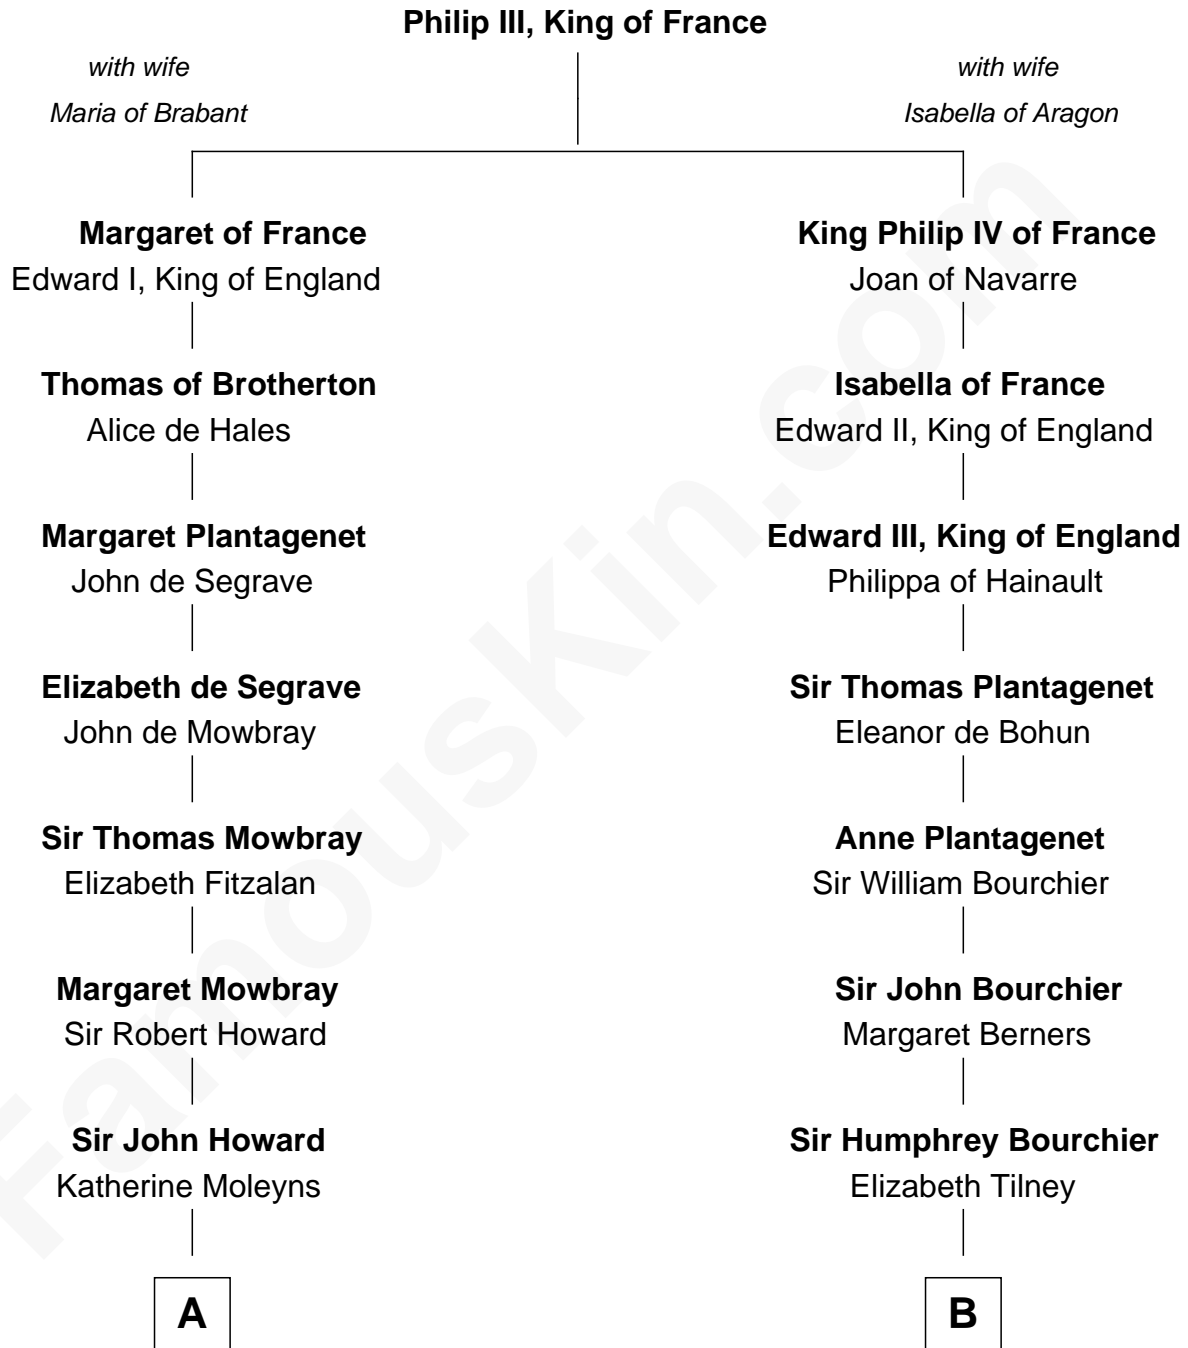 Philip III, King of France
with wife
Maria of Brabant
with wife
Isabella of Aragon
Margaret of France
Edward I, King of England
King Philip IV of France
Joan of Navarre
Thomas of Brotherton
Alice de Hales
Isabella of France
Edward II, King of England
Margaret Plantagenet
John de Segrave
Edward III, King of England
Philippa of Hainault
Elizabeth de Segrave
John de Mowbray
Sir Thomas Plantagenet
Eleanor de Bohun
Sir Thomas Mowbray
Elizabeth Fitzalan
Anne Plantagenet
Sir William Bourchier
Margaret Mowbray
Sir Robert Howard
Sir John Bourchier
Margaret Berners
Sir John Howard
Katherine Moleyns
Sir Humphrey Bourchier
Elizabeth Tilney
A
B
FamousKin.com